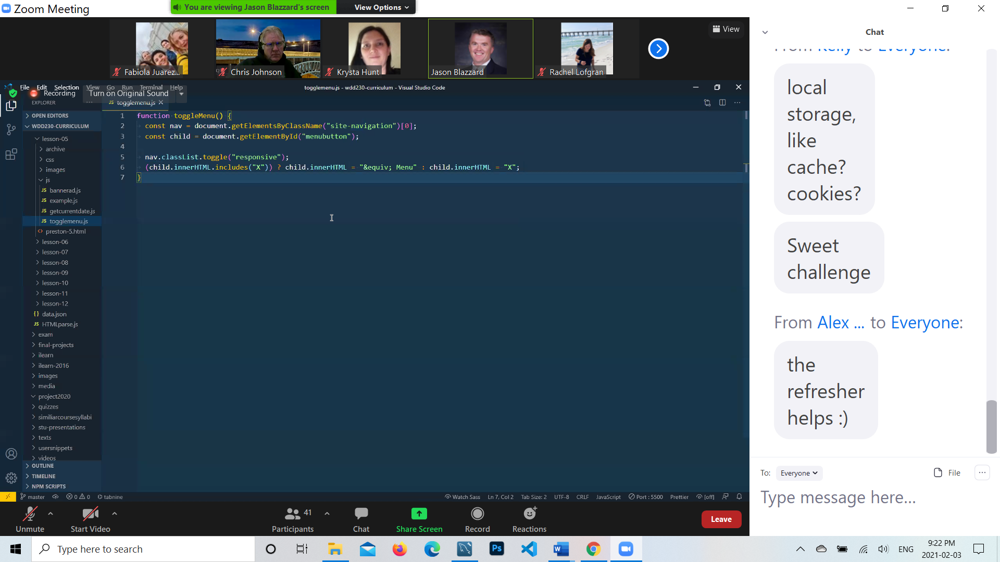 Zoom Meeting
You are viewing Jason Blazzard's screen
View Options
View
Fabiola Juarez...
Chris Johnson
Krysta Hunt
Jason Blazzard
Rachel Lofgran
File Edit Selection View Go Run Terminal Help
togglemenu.js - wdd230-curriculum - Visual Studio Code
Recording
Turn on Original Sound
EXPLORER
JS togglemenu.js
OPEN EDITORS
WDD230-CURRICULUM
lesson-05
archive
css
images
js
JS bannerad.js
JS example.js
JS getcurrentdate.js
JS togglemenu.js
<> preston-5.html
lesson-06
lesson-07
lesson-08
lesson-09
lesson-10
lesson-11
lesson-12
{} data.json
JS HTMLparse.js
exam
final-projects
ilearn
ilearn-2016
images
media
project2020
quizzes
similiarcoursesyllabi
stu-presentations
texts
usersnippets
videos
OUTLINE
TIMELINE
NPM SCRIPTS
1 function toggleMenu() {
2 const nav = document.getElementsByClassName("site-navigation")[0];
3 const child = document.getElementById("menubutton");
4
5 nav.classList.toggle("responsive");
6 (child.innerHTML.includes("X")) ? child.innerHTML = "&equiv; Menu" : child.innerHTML = "X";
7 }
master
0 0
tabnine
Watch Sass
Ln 7, Col 2
Tab Size: 2
UTF-8
CRLF
JavaScript
Port : 5500
Prettier
[off]
Unmute
Start Video
41
Participants
Chat
Share Screen
Record
Reactions
Leave
Chat
From Kelly to Everyone:
local
storage,
like
cache?
cookies?
Sweet
challenge
From Alex ... to Everyone:
the
refresher
helps :)
To: Everyone
File
Type message here...
Type here to search
Ps
W
ENG
9:22 PM
2021-02-03